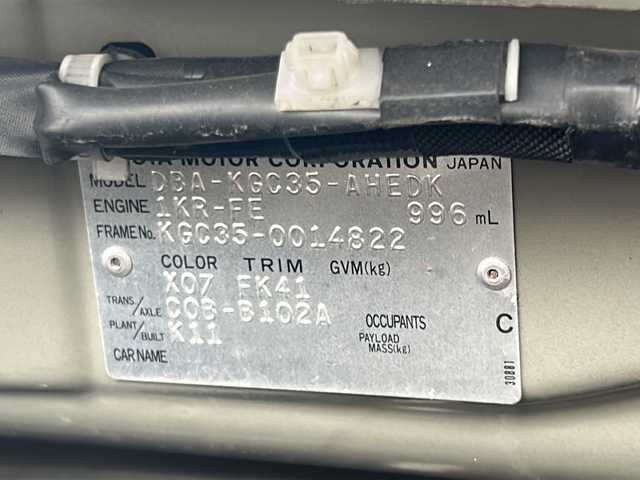 MOTOR CORPORATION JAPAN
MODEL DBA-KGC35-AHEDK
ENGINE 1KR-FE 996 mL
FRAME No. KGC35-0014822
COLOR TRIM GVM(kg)
X07 FK41
TRANS/AXLE C0B-B102A
PLANT/BUILT K11
OCCUPANTS
C
PAYLOAD
MASS(kg)
CAR NAME
30881